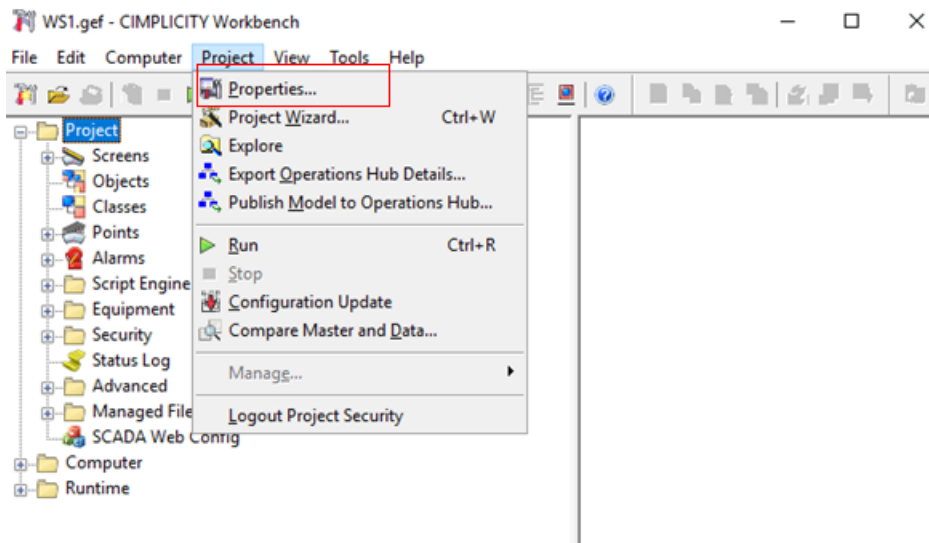 WS1.gef - CIMPLICITY Workbench
File Edit Computer Project View Tools Help
Properties...
Project Wizard... Ctrl+W
Explore
Export Operations Hub Details...
Publish Model to Operations Hub...
Run Ctrl+R
Stop
Configuration Update
Compare Master and Data...
Manage...
Logout Project Security
Project
Screens
Objects
Classes
Points
Alarms
Script Engine
Equipment
Security
Status Log
Advanced
Managed File
SCADA Web Config
Computer
Runtime